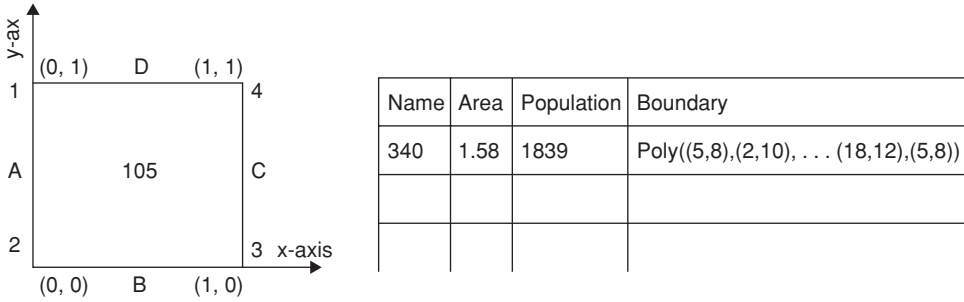 y-ax
(0, 1) D (1, 1)
1 4
A 105 C
2 3 x-axis
(0, 0) B (1, 0)
Name Area Population Boundary
340 1.58 1839 Poly((5,8),(2,10), . . . (18,12),(5,8))